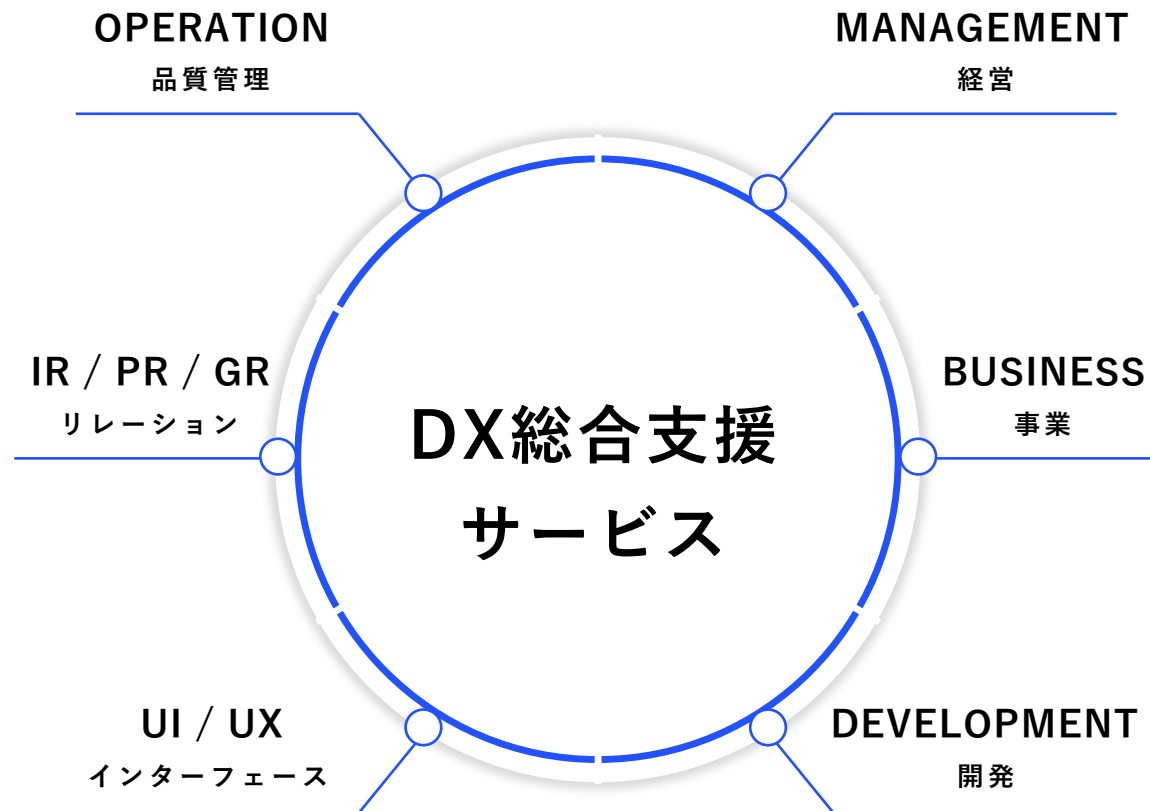 OPERATION
品質管理
MANAGEMENT
経営
IR / PR / GR
リレーション
BUSINESS
事業
DX総合支援
サービス
UI / UX
インターフェース
DEVELOPMENT
開発